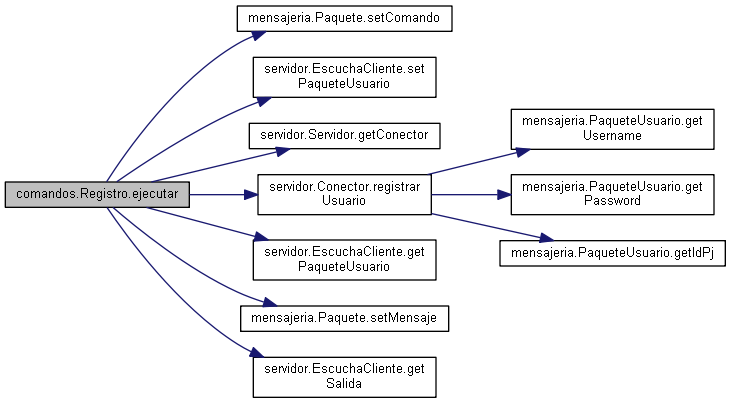 mensajeria.Paquete.setComando
servidor.EscuchaCliente.set
PaqueteUsuario
servidor.Servidor.getConector
comandos.Registro.ejecutar
servidor.Conector.registrar
Usuario
mensajeria.PaqueteUsuario.get
Username
mensajeria.PaqueteUsuario.get
Password
mensajeria.PaqueteUsuario.getIdPj
servidor.EscuchaCliente.get
PaqueteUsuario
mensajeria.Paquete.setMensaje
servidor.EscuchaCliente.get
Salida